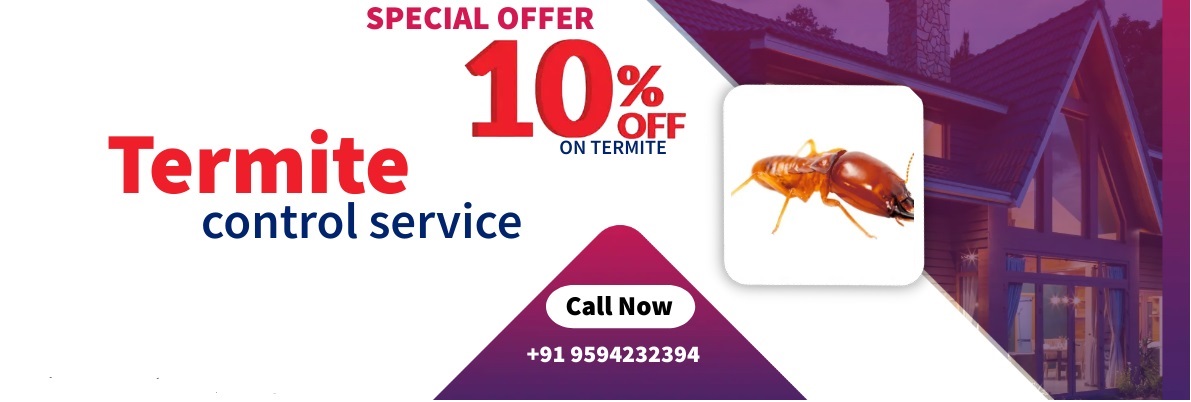 SPECIAL OFFER
10% OFF
ON TERMITE
Termite
control service
Call Now
+91 9594232394